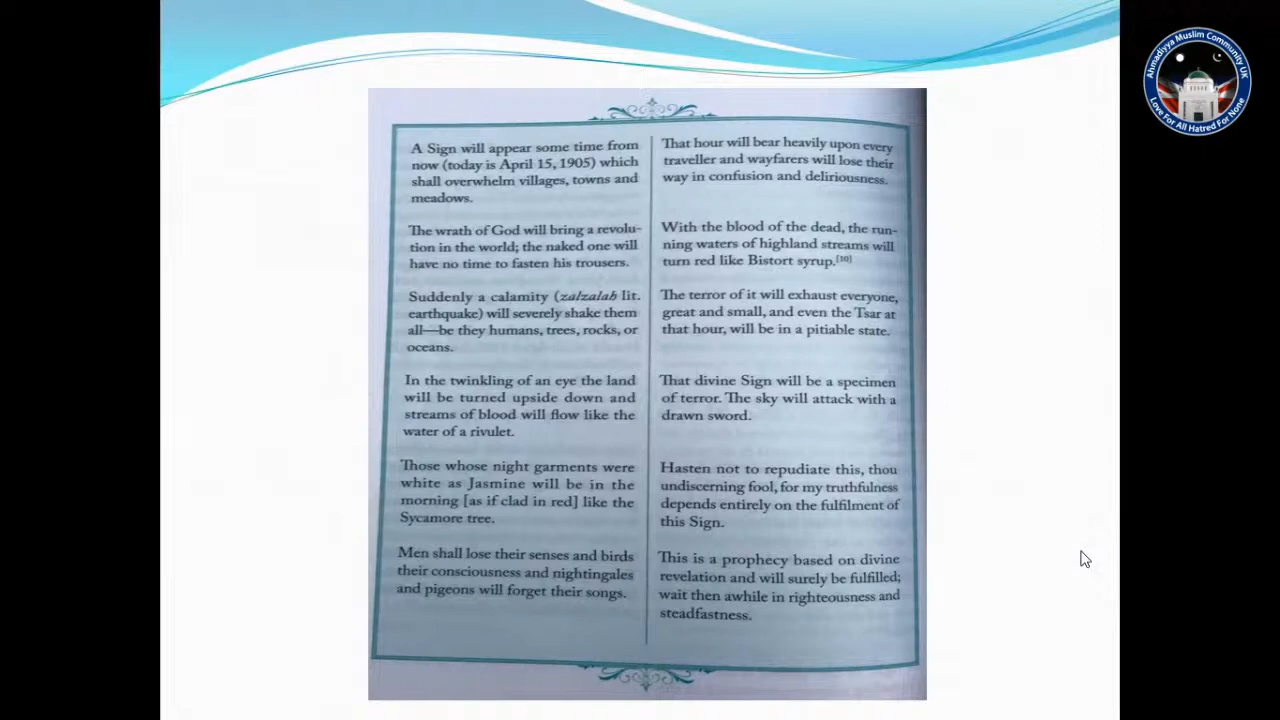 A Sign will appear some time from
now (today is April 15, 1905) which
shall overwhelm villages, towns and
meadows.
The wrath of God will bring a revolu-
tion in the world; the naked one will
have no time to fasten his trousers.
Suddenly a calamity (zalzalah lit.
earthquake) will severely shake them
all—be they humans, trees, rocks, or
oceans.
In the twinkling of an eye the land
will be turned upside down and
streams of blood will flow like the
water of a rivulet.
Those whose night garments were
white as Jasmine will be in the
morning [as if clad in red] like the
Sycamore tree.
Men shall lose their senses and birds
their consciousness and nightingales
and pigeons will forget their songs.
That hour will bear heavily upon every
traveller and wayfarers will lose their
way in confusion and deliriousness.
With the blood of the dead, the run-
ning waters of highland streams will
turn red like Bistort syrup.[10]
The terror of it will exhaust everyone,
great and small, and even the Tsar at
that hour, will be in a pitiable state.
That divine Sign will be a specimen
of terror. The sky will attack with a
drawn sword.
Hasten not to repudiate this, thou
undiscerning fool, for my truthfulness
depends entirely on the fulfilment of
this Sign.
This is a prophecy based on divine
revelation and will surely be fulfilled;
wait then awhile in righteousness and
steadfastness.
Ahmadiyya Muslim Community UK
Love For All Hatred For None